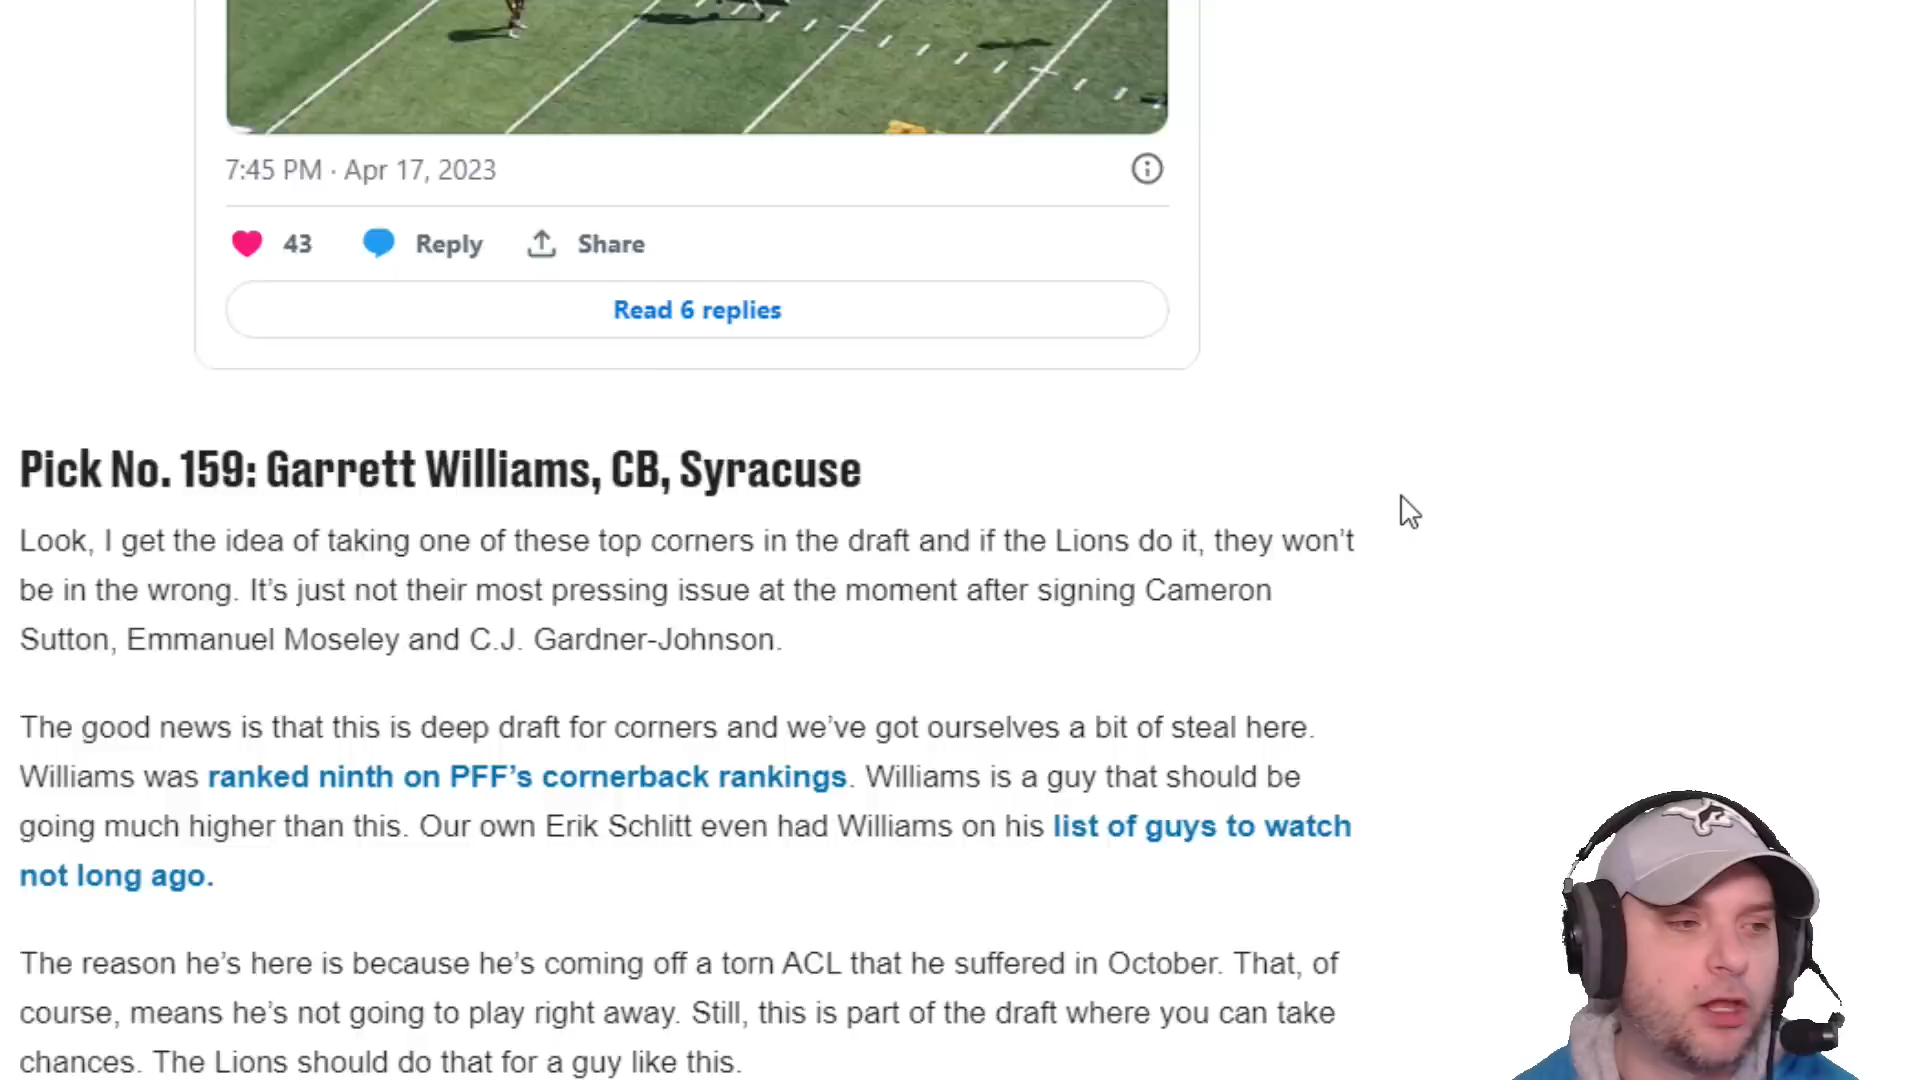 7:45 PM · Apr 17, 2023
43 Reply Share
Read 6 replies
Pick No. 159: Garrett Williams, CB, Syracuse
Look, I get the idea of taking one of these top corners in the draft and if the Lions do it, they won’t
be in the wrong. It’s just not their most pressing issue at the moment after signing Cameron
Sutton, Emmanuel Moseley and C.J. Gardner-Johnson.
The good news is that this is deep draft for corners and we’ve got ourselves a bit of steal here.
Williams was ranked ninth on PFF’s cornerback rankings. Williams is a guy that should be
going much higher than this. Our own Erik Schlitt even had Williams on his list of guys to watch
not long ago.
The reason he’s here is because he’s coming off a torn ACL that he suffered in October. That, of
course, means he’s not going to play right away. Still, this is part of the draft where you can take
chances. The Lions should do that for a guy like this.